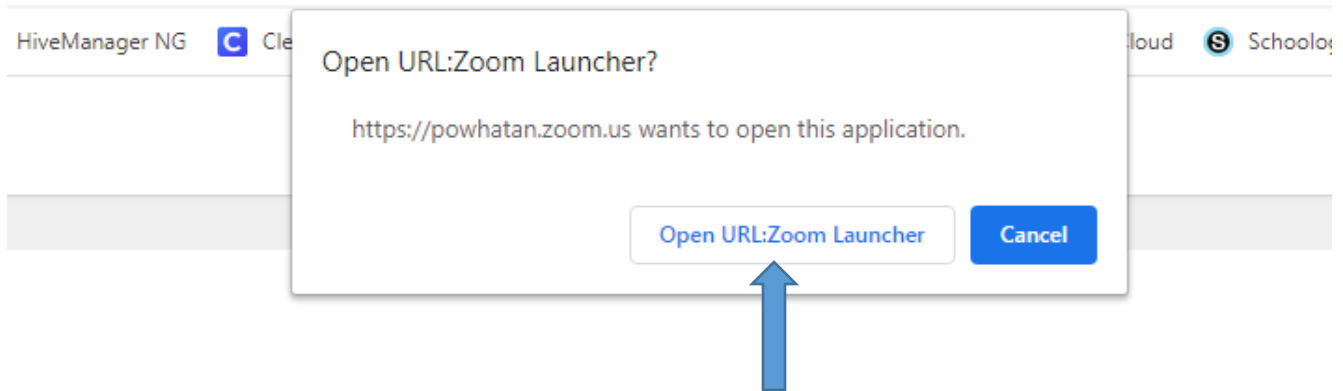 HiveManager NG C Cle loud S Schoolog
Open URL:Zoom Launcher?
https://powhatan.zoom.us wants to open this application.
Open URL:Zoom Launcher Cancel